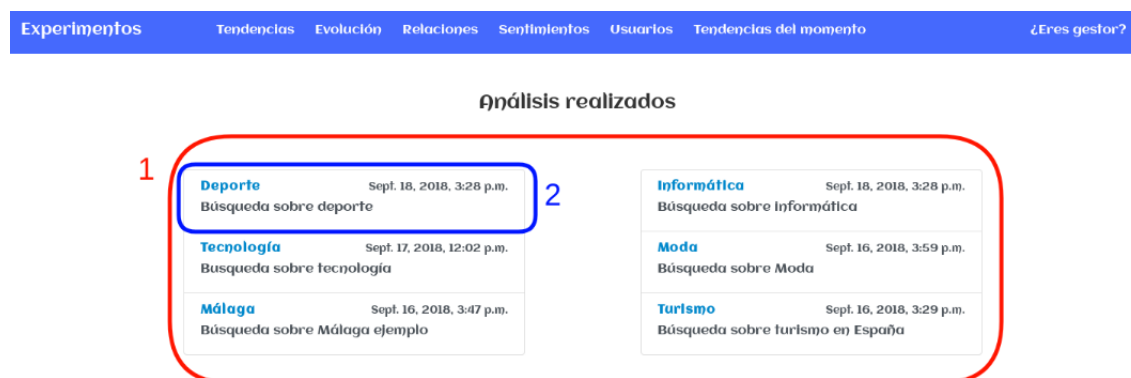 Experimentos Tendencias Evolución Relaciones Sentimientos Usuarios Tendencias del momento ¿Eres gestor?
Análisis realizados
1
2
Deporte Sept. 18, 2018, 3:28 p.m.
Búsqueda sobre deporte
Tecnología Sept. 17, 2018, 12:02 p.m.
Busqueda sobre tecnología
Málaga Sept. 16, 2018, 3:47 p.m.
Búsqueda sobre Málaga ejemplo
Informática Sept. 18, 2018, 3:28 p.m.
Búsqueda sobre informática
Moda Sept. 16, 2018, 3:59 p.m.
Búsqueda sobre Moda
Turismo Sept. 16, 2018, 3:29 p.m.
Búsqueda sobre turismo en España